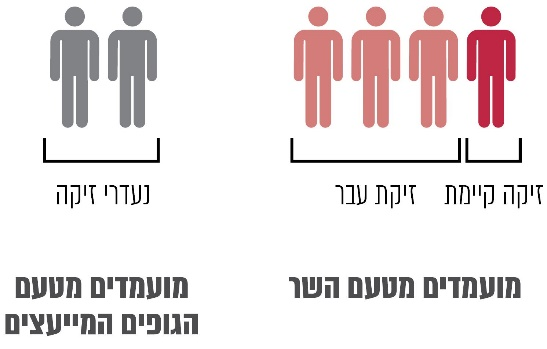 זיקה קיימת
זיקת עבר
נעדרי זיקה
מועמדים מטעם השר
מועמדים מטעם
הגופים המייעצים